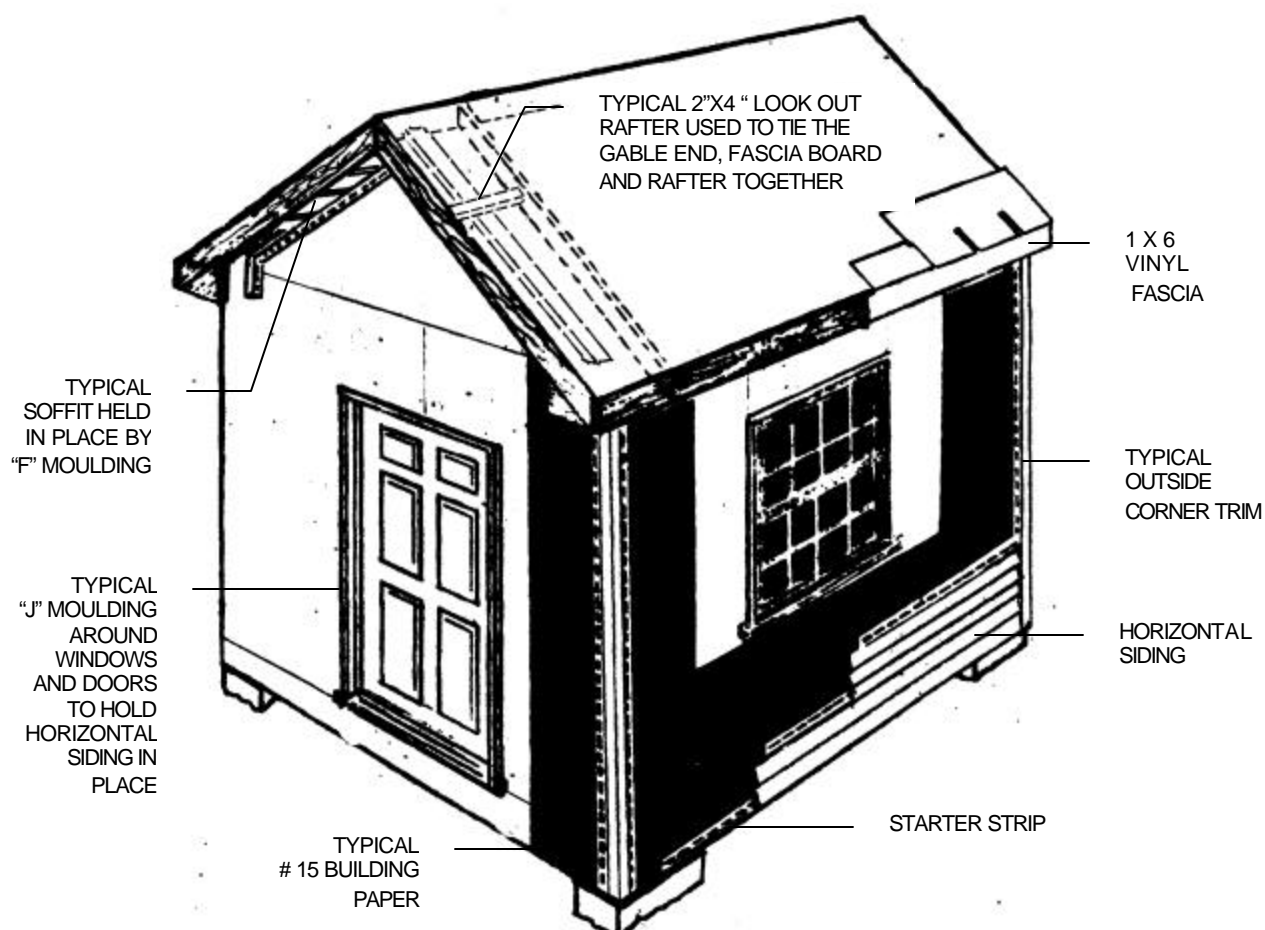 TYPICAL 2”X4 “ LOOK OUT
RAFTER USED TO TIE THE
GABLE END, FASCIA BOARD
AND RAFTER TOGETHER
1 X 6
VINYL
FASCIA
TYPICAL
SOFFIT HELD
IN PLACE BY
“F” MOULDING
TYPICAL
OUTSIDE
CORNER TRIM
TYPICAL
“J” MOULDING
AROUND
WINDOWS
AND DOORS
TO HOLD
HORIZONTAL
SIDING IN
PLACE
HORIZONTAL
SIDING
STARTER STRIP
TYPICAL
# 15 BUILDING
PAPER